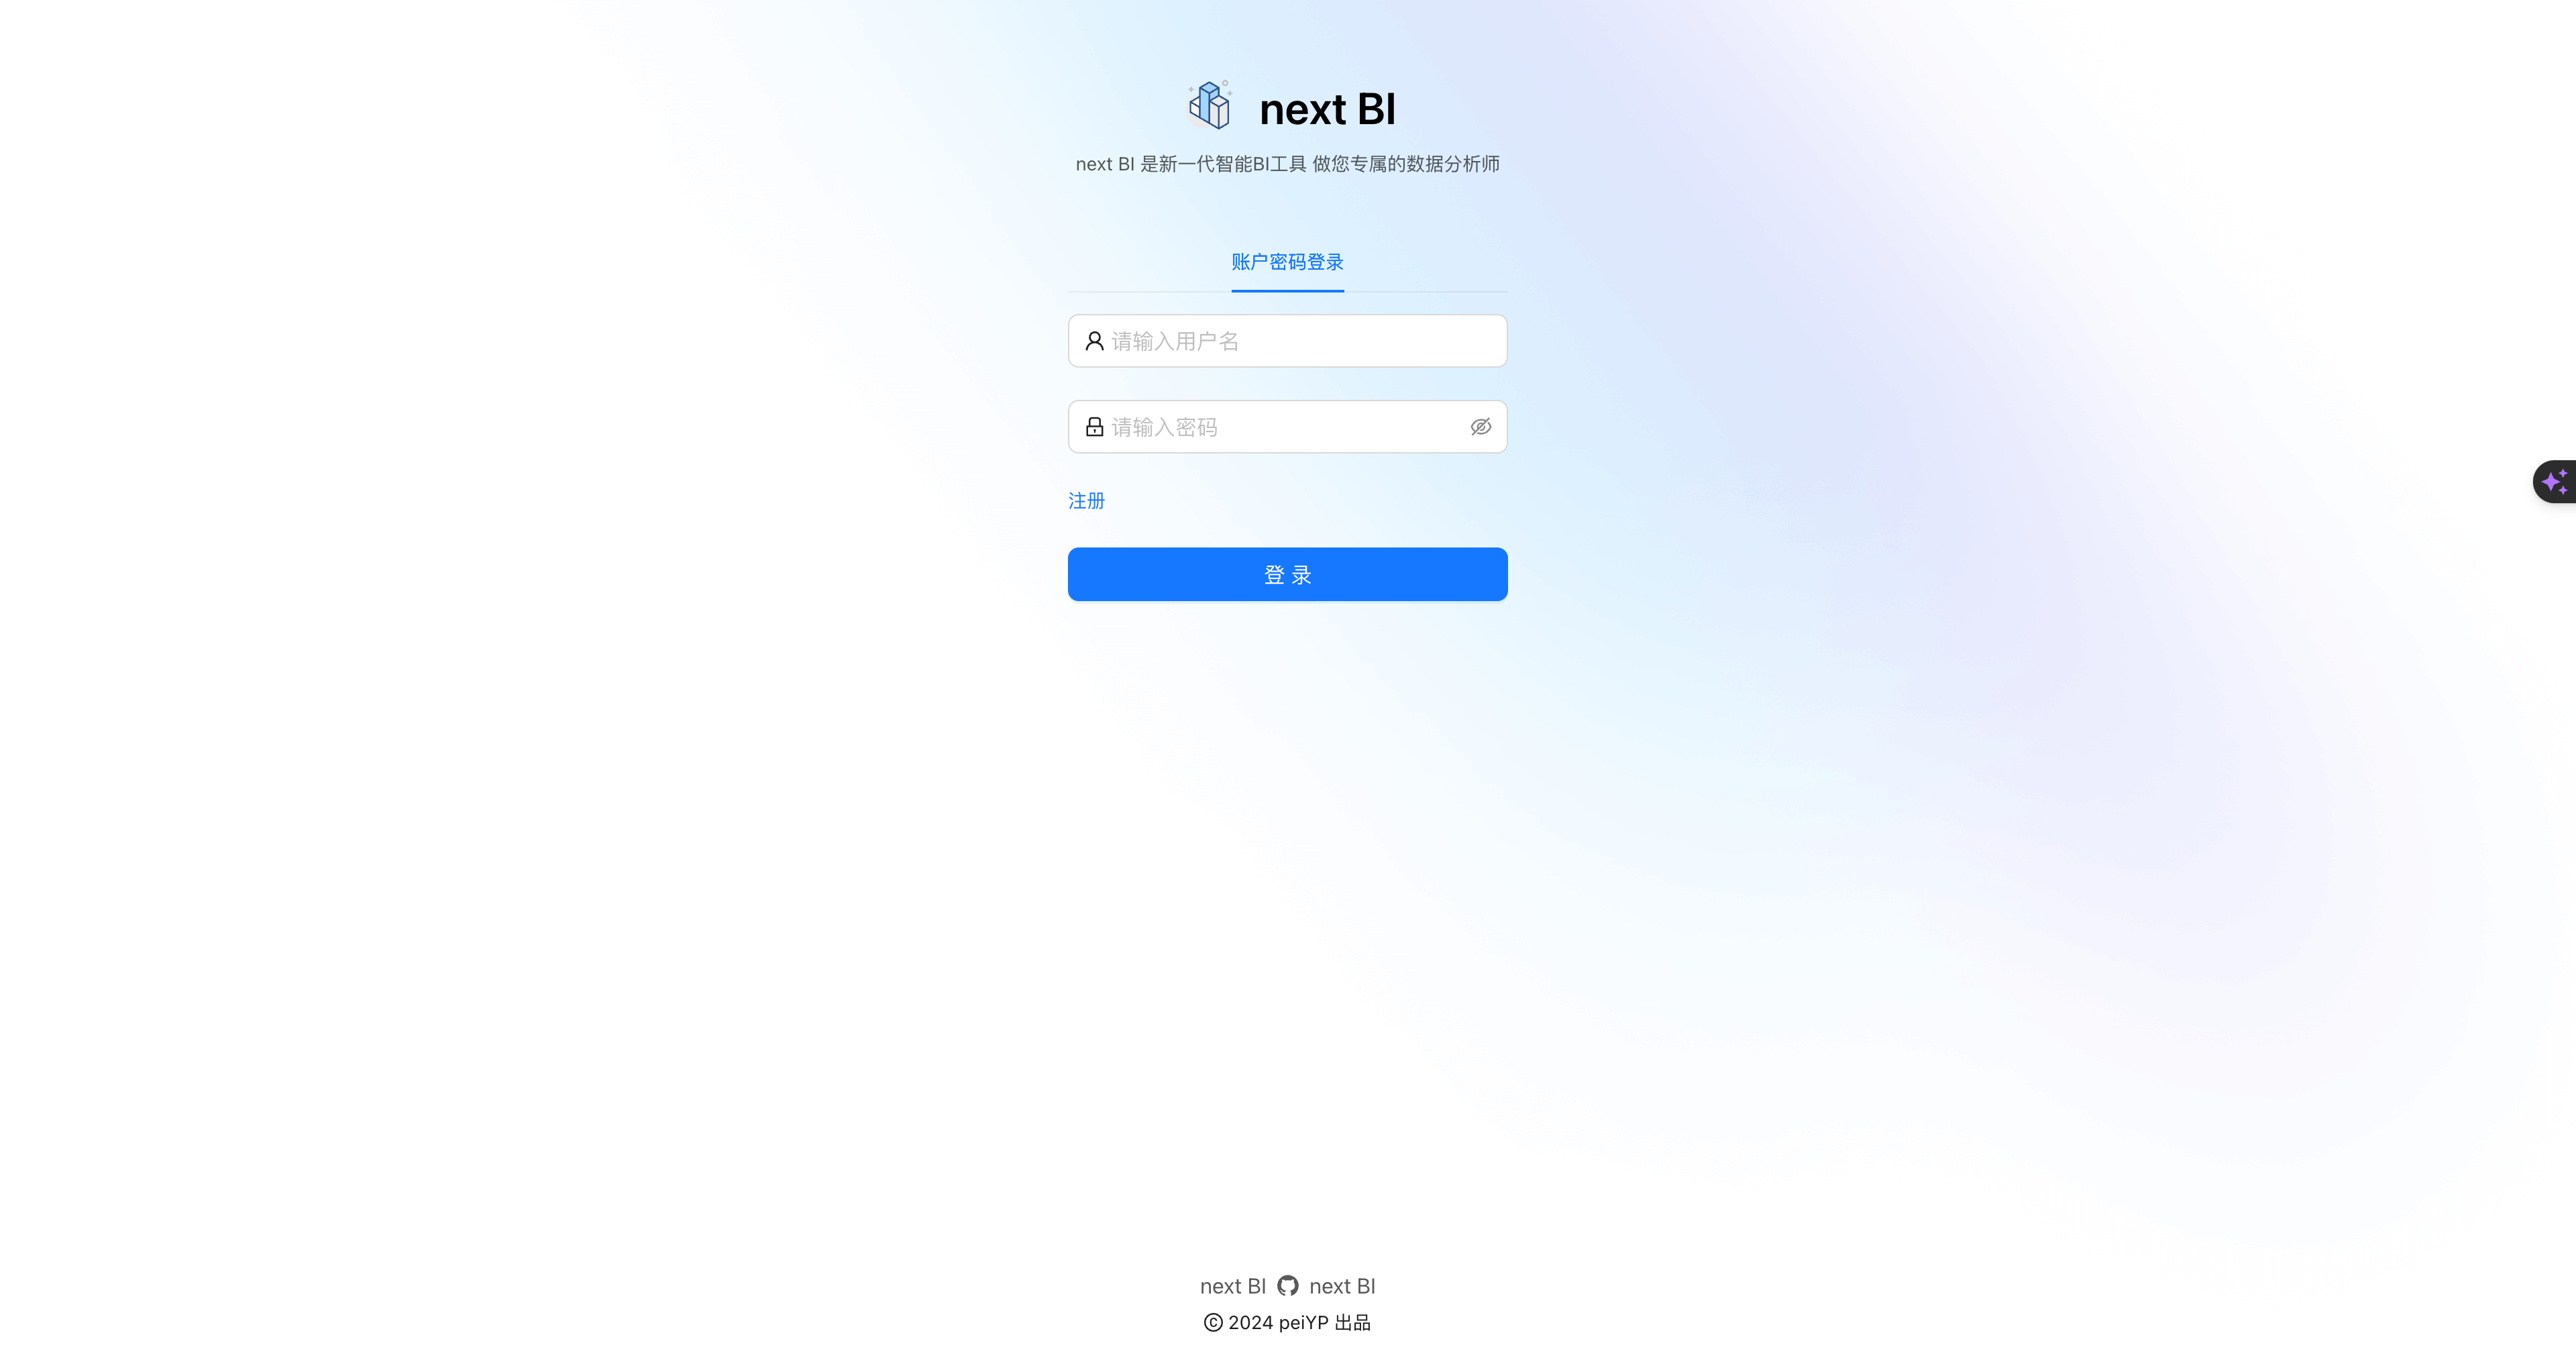 next BI
next BI 是新一代智能BI工具 做您专属的数据分析师
账户密码登录
请输入用户名
请输入密码
注册
登 录
next BI next BI
© 2024 peiYP 出品